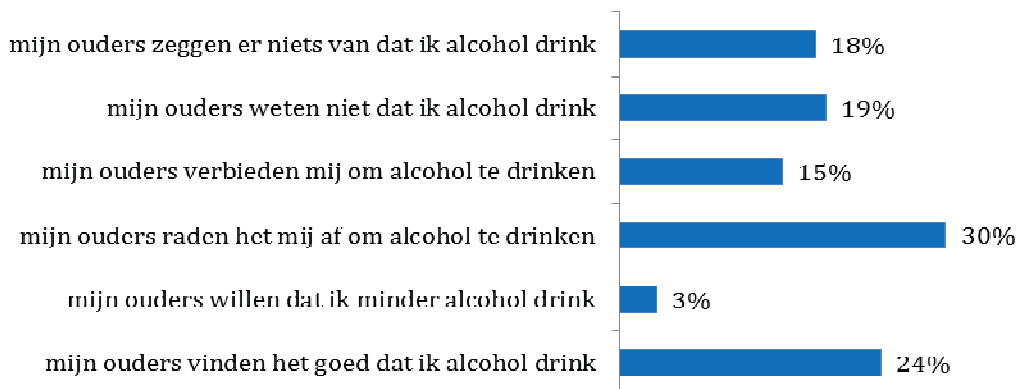 mijn ouders zeggen er niets van dat ik alcohol drink 18%
mijn ouders weten niet dat ik alcohol drink 19%
mijn ouders verbieden mij om alcohol te drinken 15%
mijn ouders raden het mij af om alcohol te drinken 30%
mijn ouders willen dat ik minder alcohol drink 3%
mijn ouders vinden het goed dat ik alcohol drink 24%